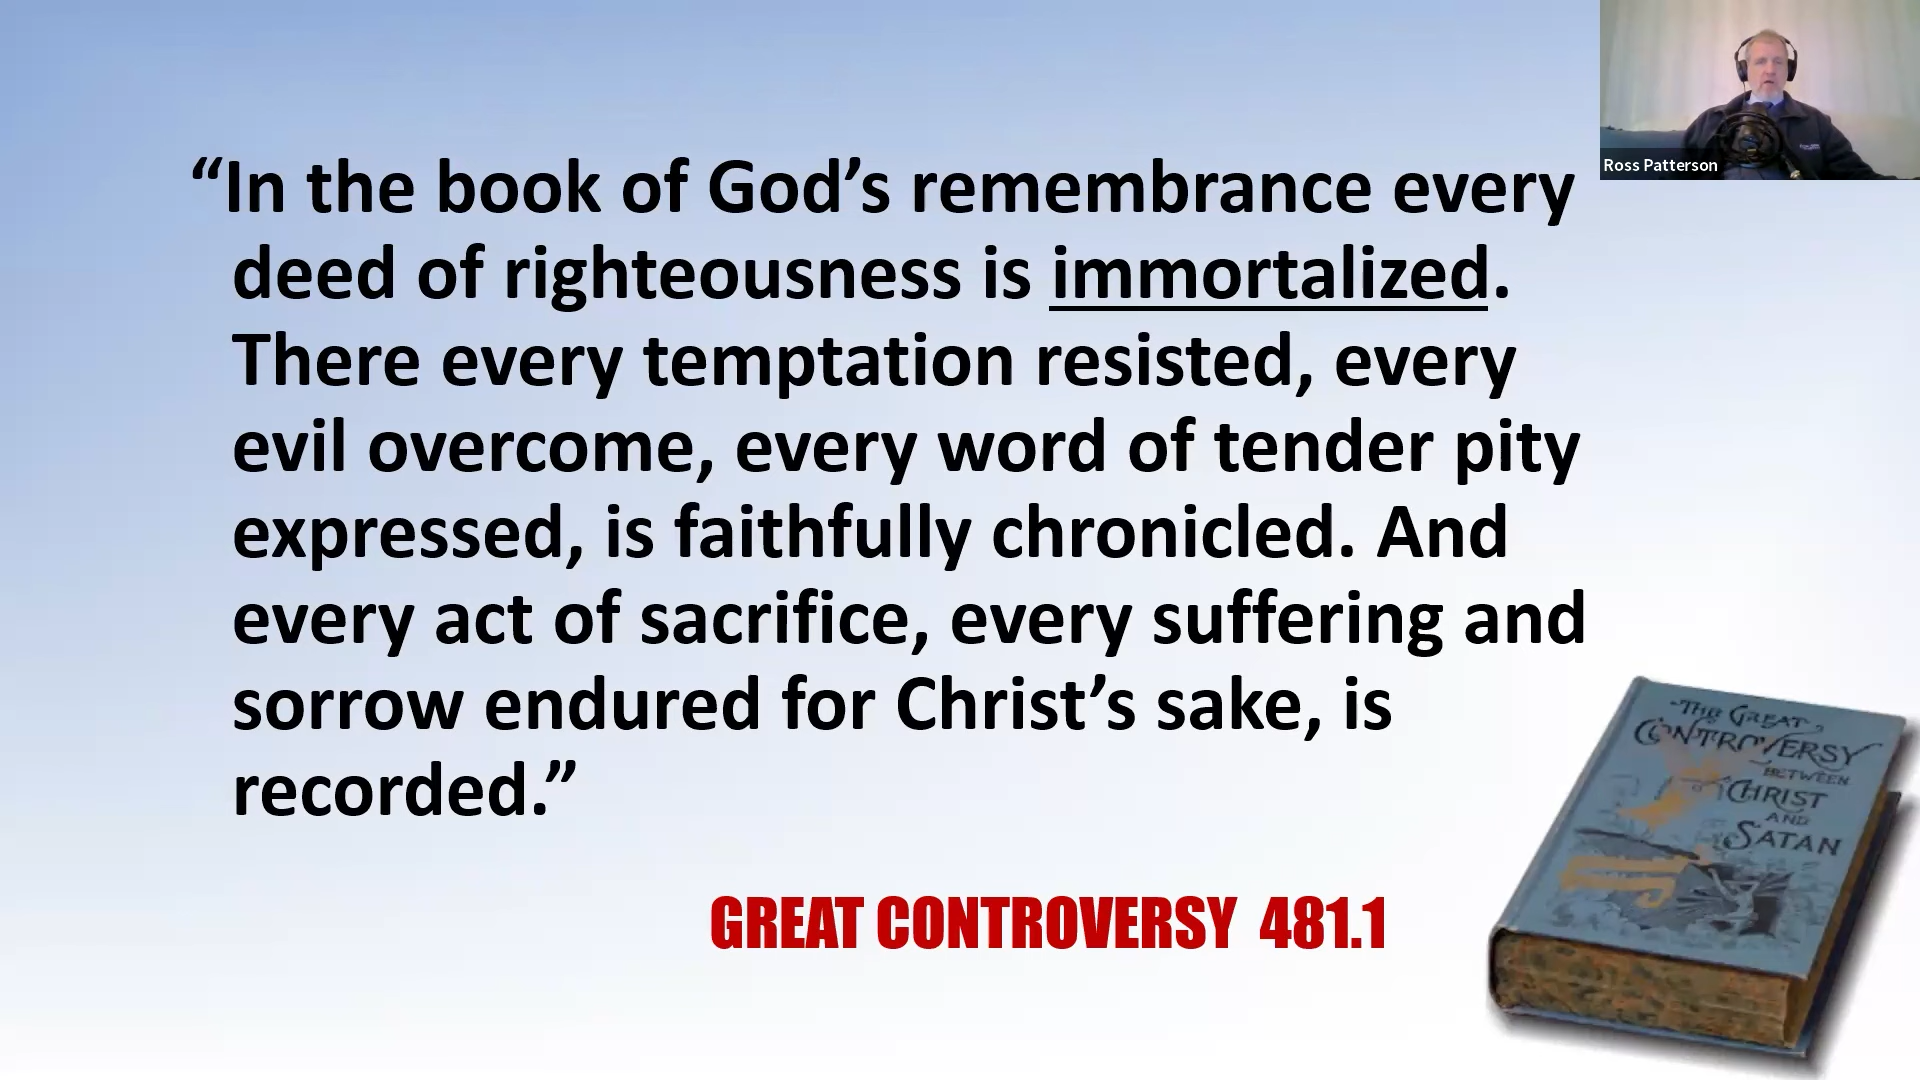 “In the book of God’s remembrance every
deed of righteousness is immortalized.
There every temptation resisted, every
evil overcome, every word of tender pity
expressed, is faithfully chronicled. And
every act of sacrifice, every suffering and
sorrow endured for Christ’s sake, is
recorded.”
GREAT CONTROVERSY 481.1
Ross Patterson
THE GREAT
CONTROVERSY
BETWEEN
CHRIST
AND
SATAN